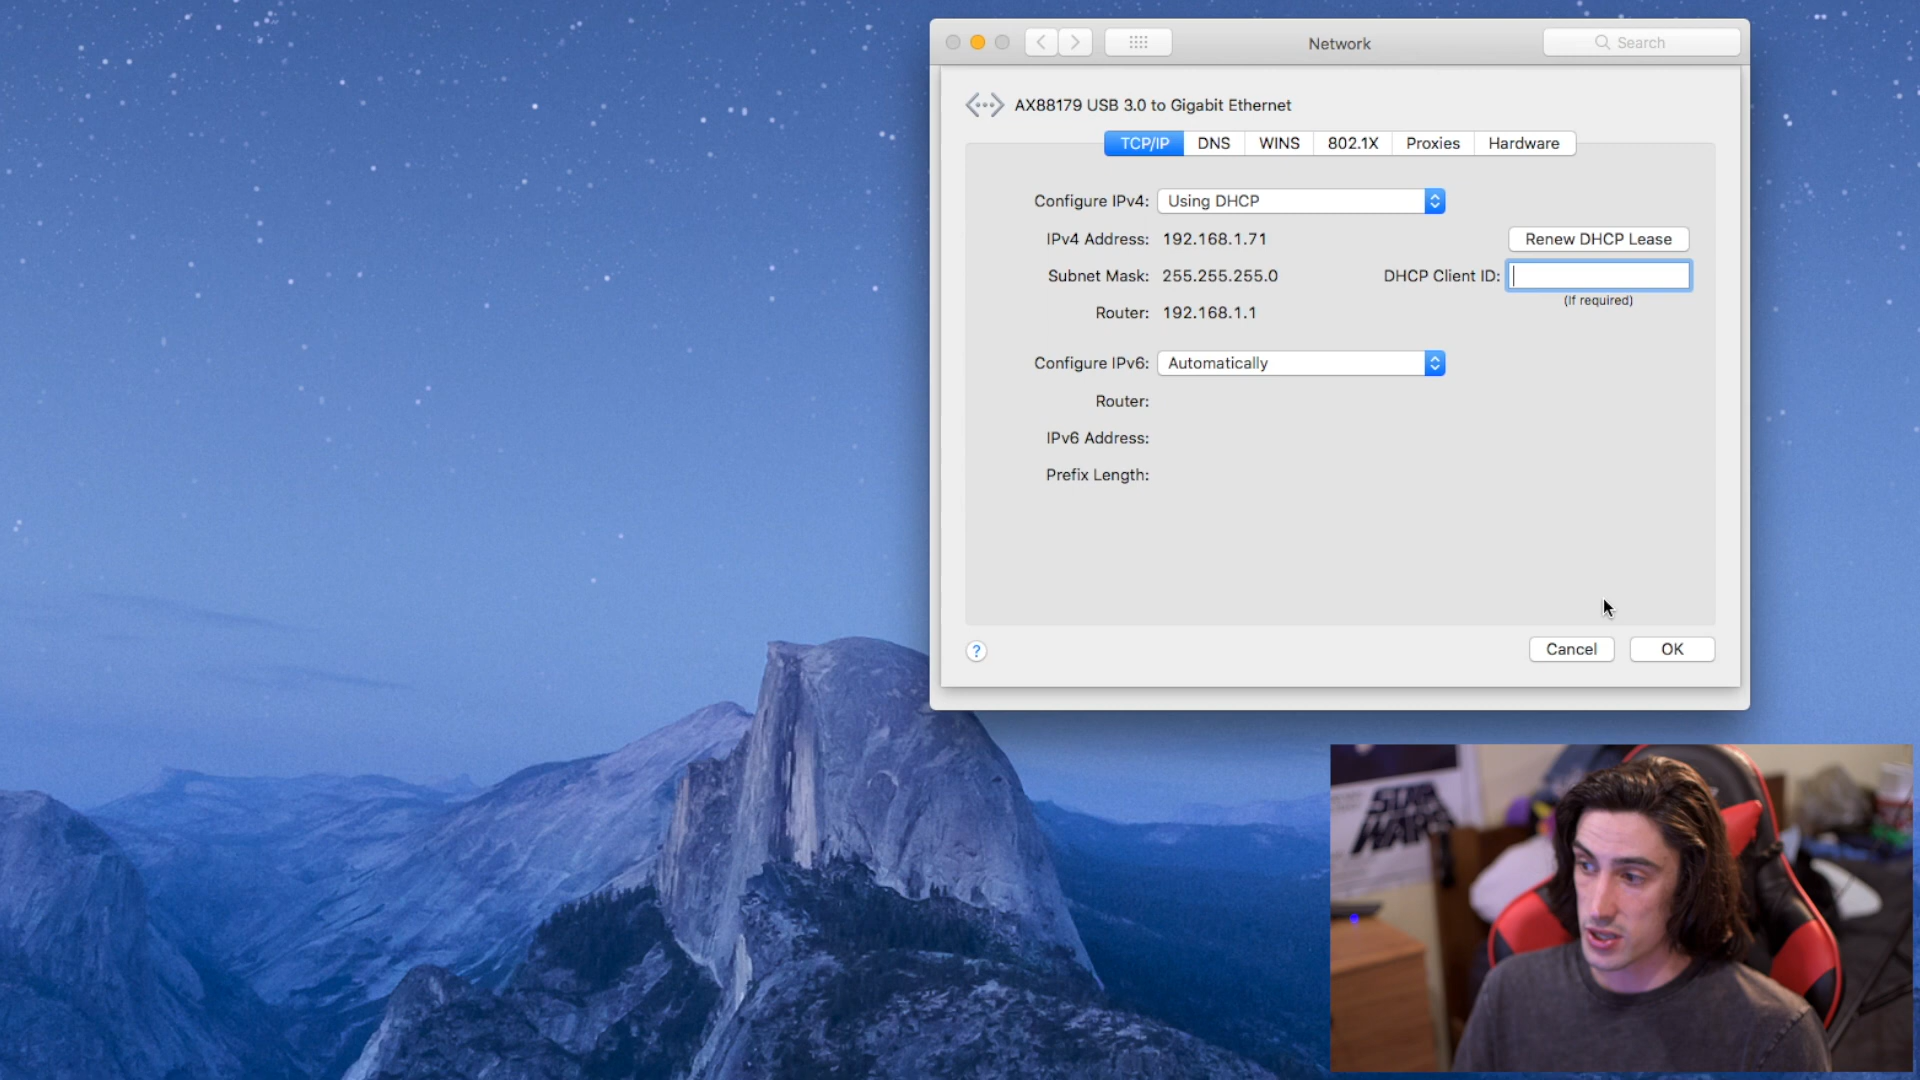 Network
Search
AX88179 USB 3.0 to Gigabit Ethernet
TCP/IP
DNS
WINS
802.1X
Proxies
Hardware
Configure IPv4: Using DHCP
IPv4 Address: 192.168.1.71
Renew DHCP Lease
Subnet Mask: 255.255.255.0
DHCP Client ID:
(If required)
Router: 192.168.1.1
Configure IPv6: Automatically
Router:
IPv6 Address:
Prefix Length:
?
Cancel
OK
STAR
WARS